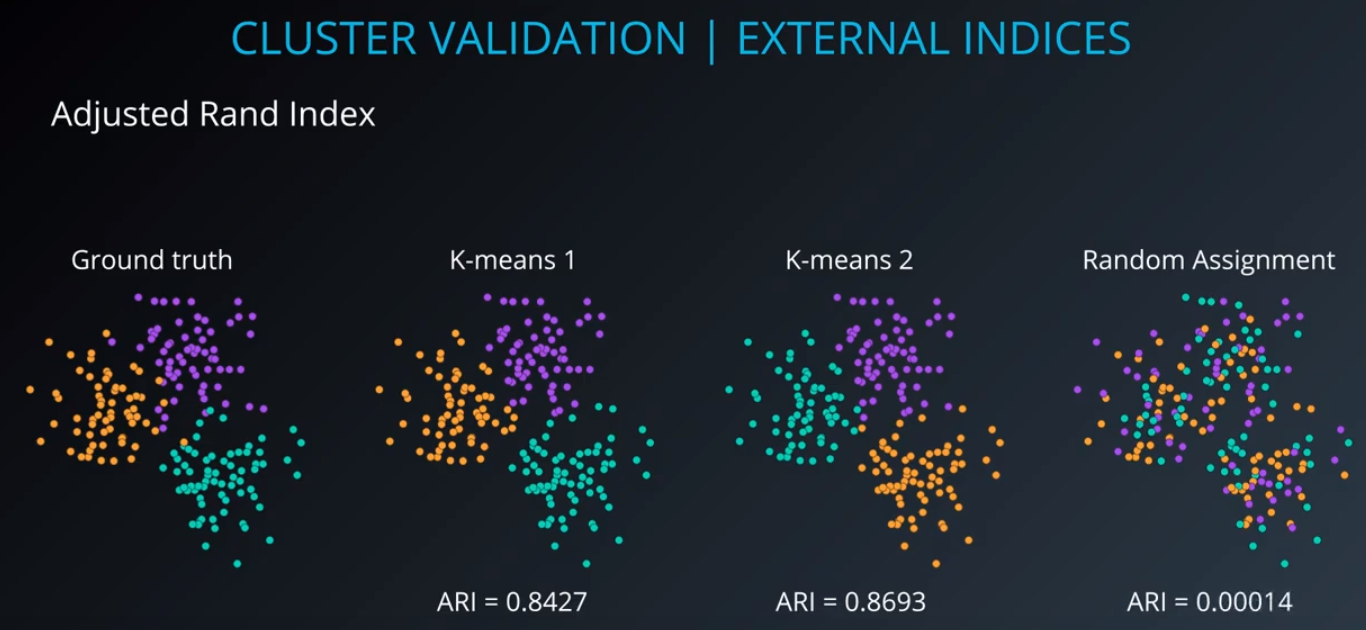 CLUSTER VALIDATION | EXTERNAL INDICES
Adjusted Rand Index
Ground truth
K-means 1
K-means 2
Random Assignment
ARI = 0.8427
ARI = 0.8693
ARI = 0.00014